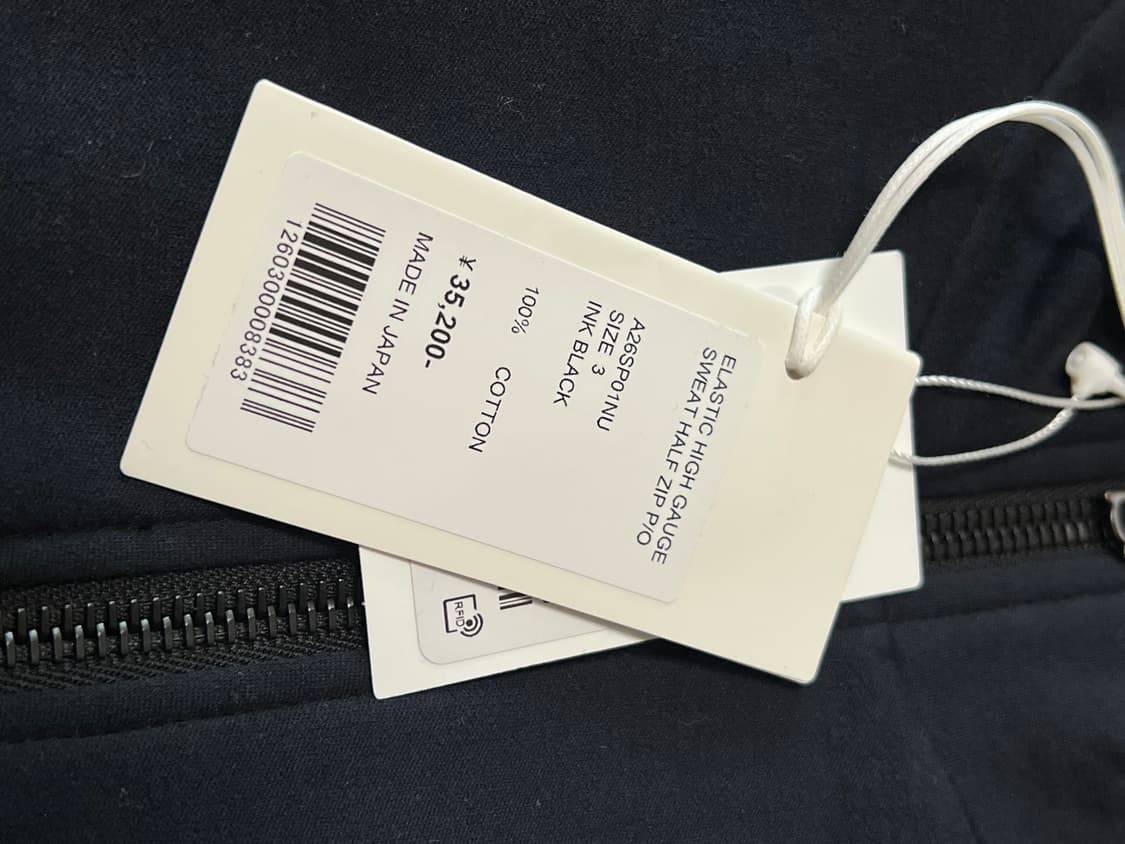 ELASTIC HIGH GAUGE
SWEAT HALF ZIP P/O
A26SP01NU
SIZE 3
INK BLACK
100% COTTON
¥35,200-
MADE IN JAPAN
1260300008383
RFID